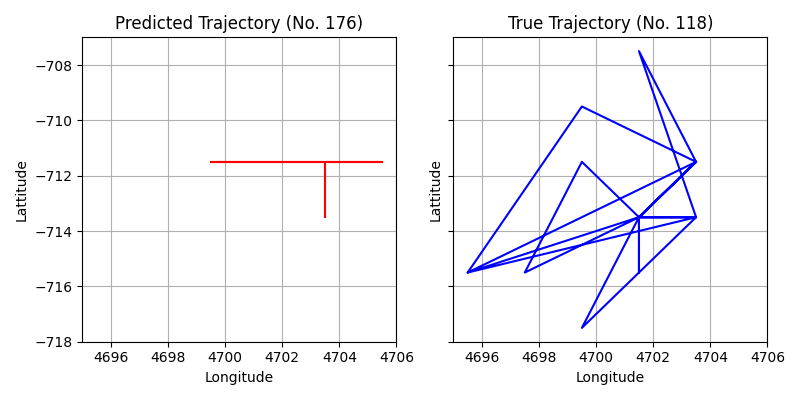 Predicted Trajectory (No. 176)
True Trajectory (No. 118)
Lattitude
−708
−710
−712
−714
−716
−718
4696 4698 4700 4702 4704 4706
Longitude
Lattitude
4696 4698 4700 4702 4704 4706
Longitude